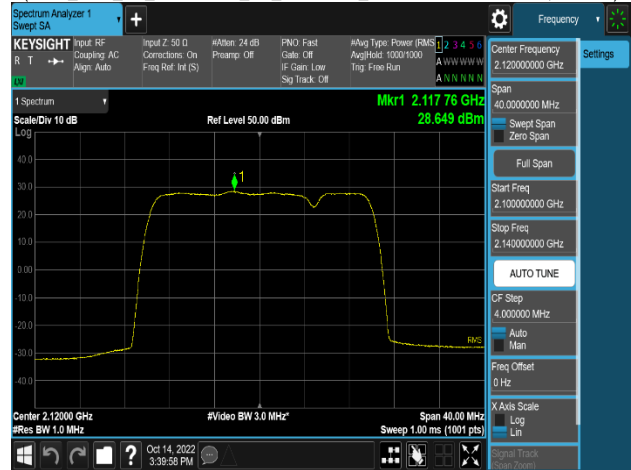 Spectrum Analyzer 1
Swept SA
Frequency
KEYSIGHT
R T
LXI
Input: RF
Coupling: AC
Align: Auto
Input Z: 50 Ω
Corrections: On
Freq Ref: Int (S)
#Atten: 24 dB
Preamp: Off
PNO: Fast
Gate: Off
IF Gain: Low
Sig Track: Off
#Avg Type: Power (RMS
Avg|Hold: 1000/1000
Trig: Free Run
1 2 3 4 5 6
A W W W W W
A N N N N N
1 Spectrum
Scale/Div 10 dB
Log
Ref Level 50.00 dBm
Mkr1 2.117 76 GHz
28.649 dBm
1
40.0
30.0
20.0
10.0
0.00
-10.0
-20.0
-30.0
-40.0
RMS
Center 2.12000 GHz
#Res BW 1.0 MHz
#Video BW 3.0 MHz*
Span 40.00 MHz
Sweep 1.00 ms (1001 pts)
Oct 14, 2022
3:39:58 PM
Center Frequency
2.120000000 GHz
Span
40.0000000 MHz
Swept Span
Zero Span
Full Span
Start Freq
2.100000000 GHz
Stop Freq
2.140000000 GHz
AUTO TUNE
CF Step
4.000000 MHz
Auto
Man
Freq Offset
0 Hz
X Axis Scale
Log
Lin
Signal Track
(Span Zoom)
Settings